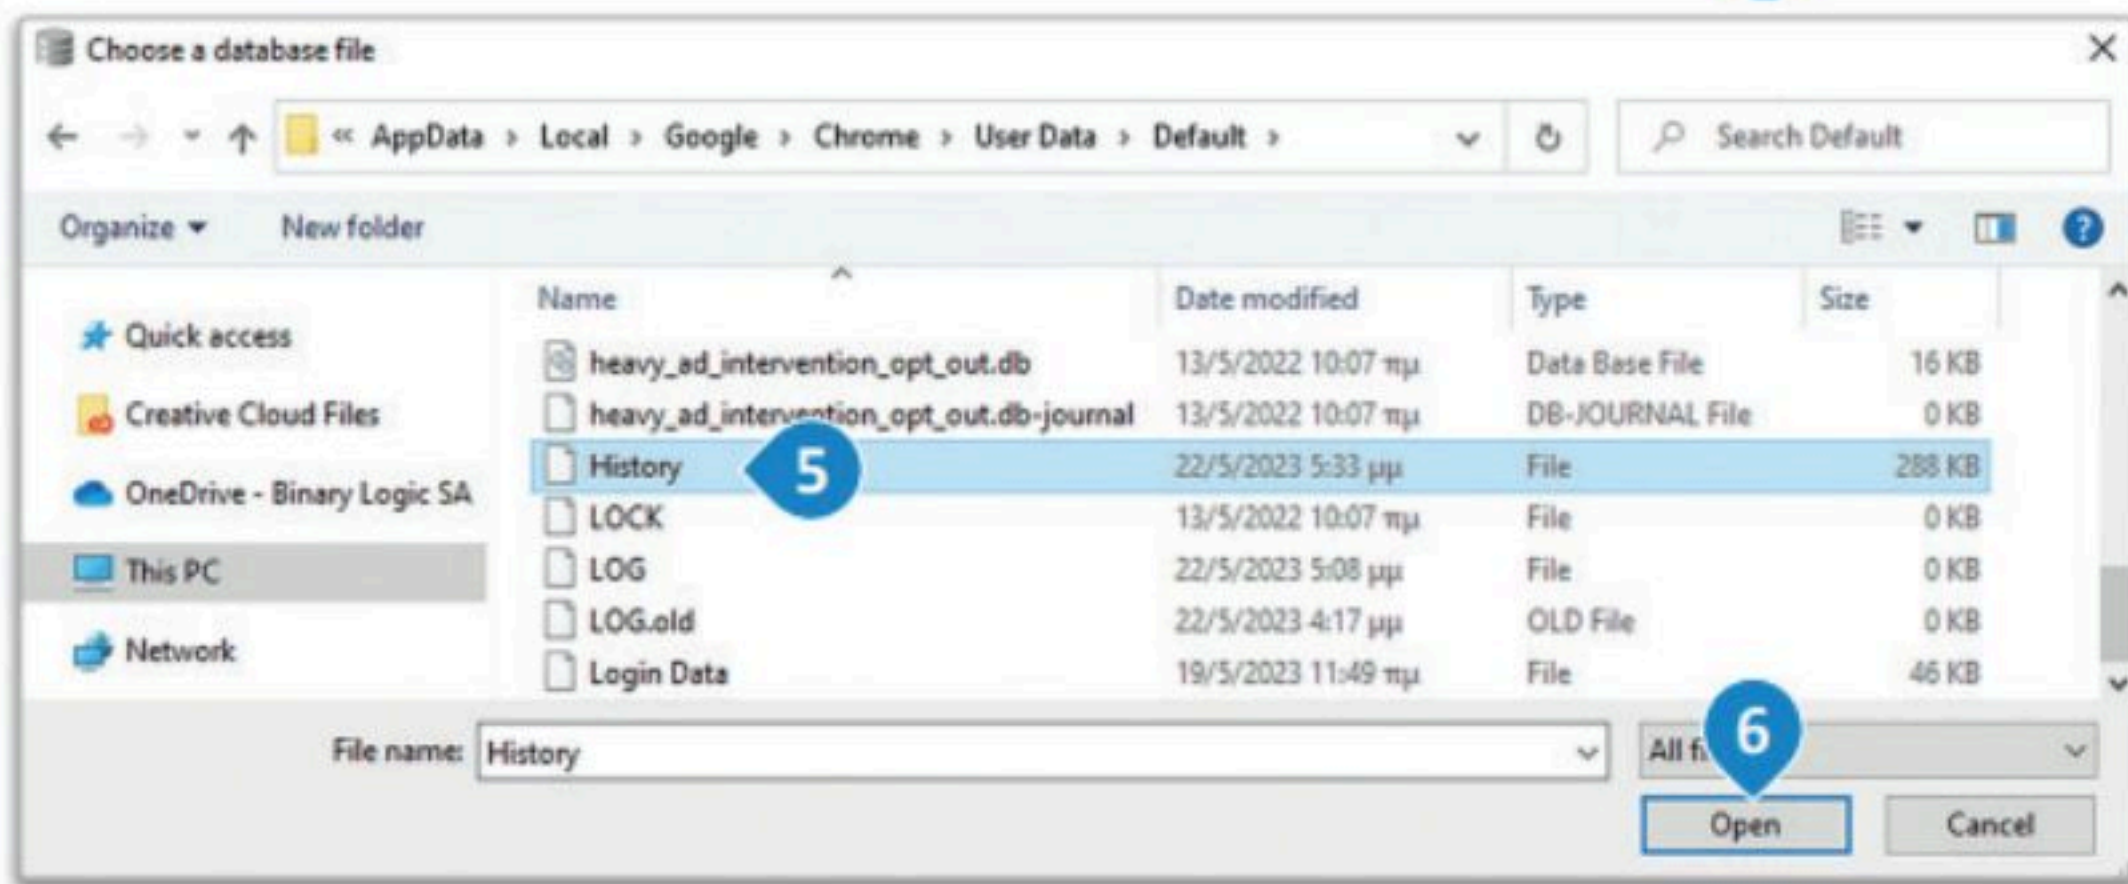 Choose a database file
« AppData › Local › Google › Chrome › User Data › Default ›
Search Default
Organize
New folder
Name Date modified Type Size
Quick access
Creative Cloud Files
OneDrive - Binary Logic SA
This PC
Network
heavy_ad_intervention_opt_out.db 13/5/2022 10:07 πμ Data Base File 16 KB
heavy_ad_intervention_opt_out.db-journal 13/5/2022 10:07 πμ DB-JOURNAL File 0 KB
History 5 22/5/2023 5:33 μμ File 288 KB
LOCK 13/5/2022 10:07 πμ File 0 KB
LOG 22/5/2023 5:08 μμ File 0 KB
LOG.old 22/5/2023 4:17 μμ OLD File 0 KB
Login Data 19/5/2023 11:49 πμ File 46 KB
File name: History
All 6
Open Cancel